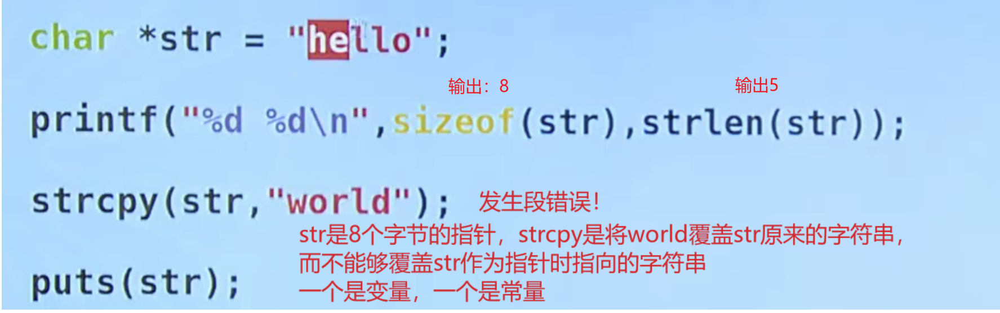 char *str = "hello";
输出：8
输出5
printf("%d %d\n",sizeof(str),strlen(str));
strcpy(str,"world");
发生段错误！
str是8个字节的指针，strcpy是将world覆盖str原来的字符串，
而不能够覆盖str作为指针时指向的字符串
一个是变量，一个是常量
puts(str);